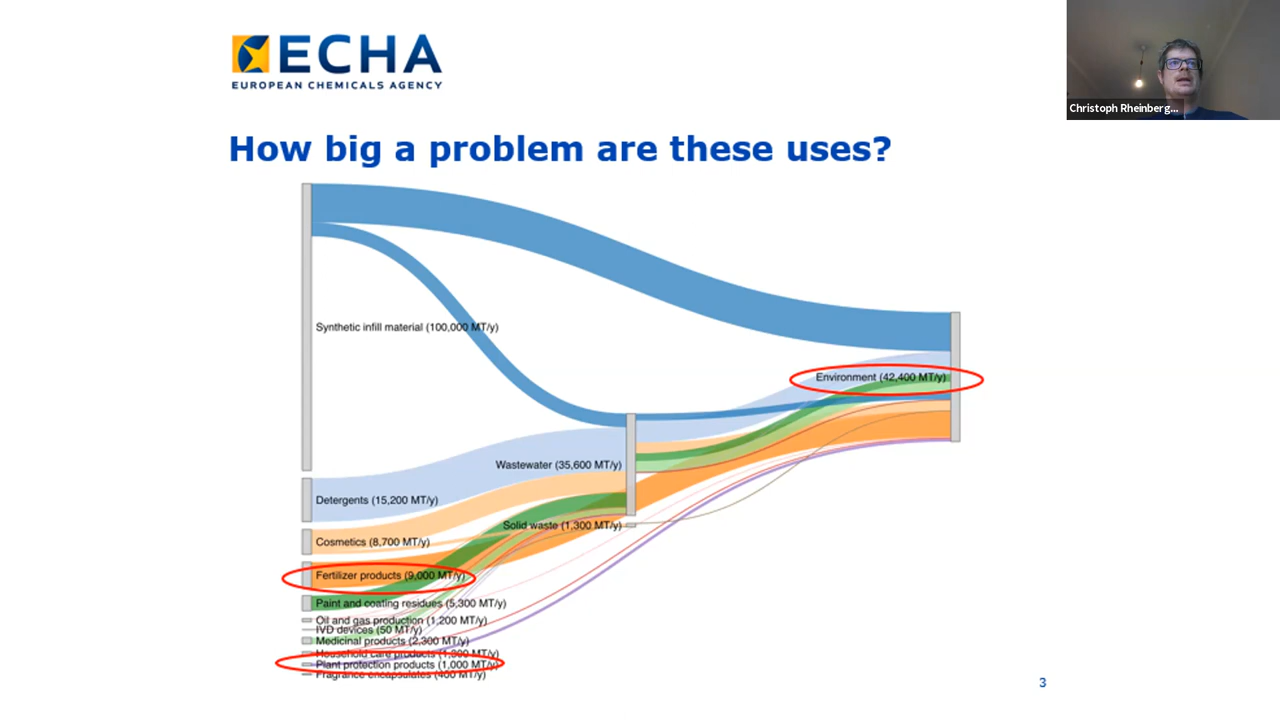 ECHA
EUROPEAN CHEMICALS AGENCY
Christoph Rheinberg...
How big a problem are these uses?
Synthetic infill material (100,000 MT/y)
Environment (42,400 MT/y)
Wastewater (35,600 MT/y)
Detergents (15,200 MT/y)
Solid waste (1,300 MT/y)
Cosmetics (8,700 MT/y)
Fertilizer products (9,000 MT/y)
Paint and coating residues (5,300 MT/y)
Oil and gas production (1,200 MT/y)
IVD devices (50 MT/y)
Medicinal products (2,300 MT/y)
Household care products (1,300 MT/y)
Plant protection products (1,000 MT/y)
Fragrance encapsulates (400 MT/y)
3